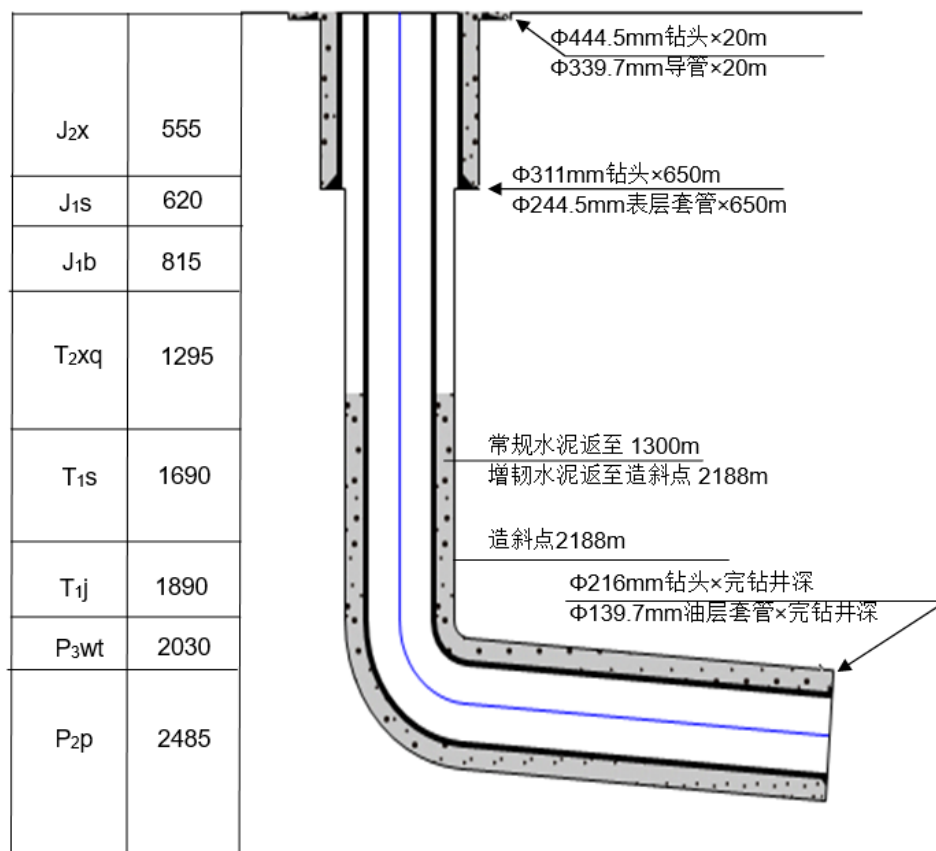 J₂x 555
J₁s 620
J₁b 815
T₂xq 1295
T₁s 1690
T₁j 1890
P₃wt 2030
P₂p 2485
Φ444.5mm钻头×20m
Φ339.7mm导管×20m
Φ311mm钻头×650m
Φ244.5mm表层套管×650m
常规水泥返至 1300m
增韧水泥返至造斜点 2188m
造斜点2188m
Φ216mm钻头×完钻井深
Φ139.7mm油层套管×完钻井深